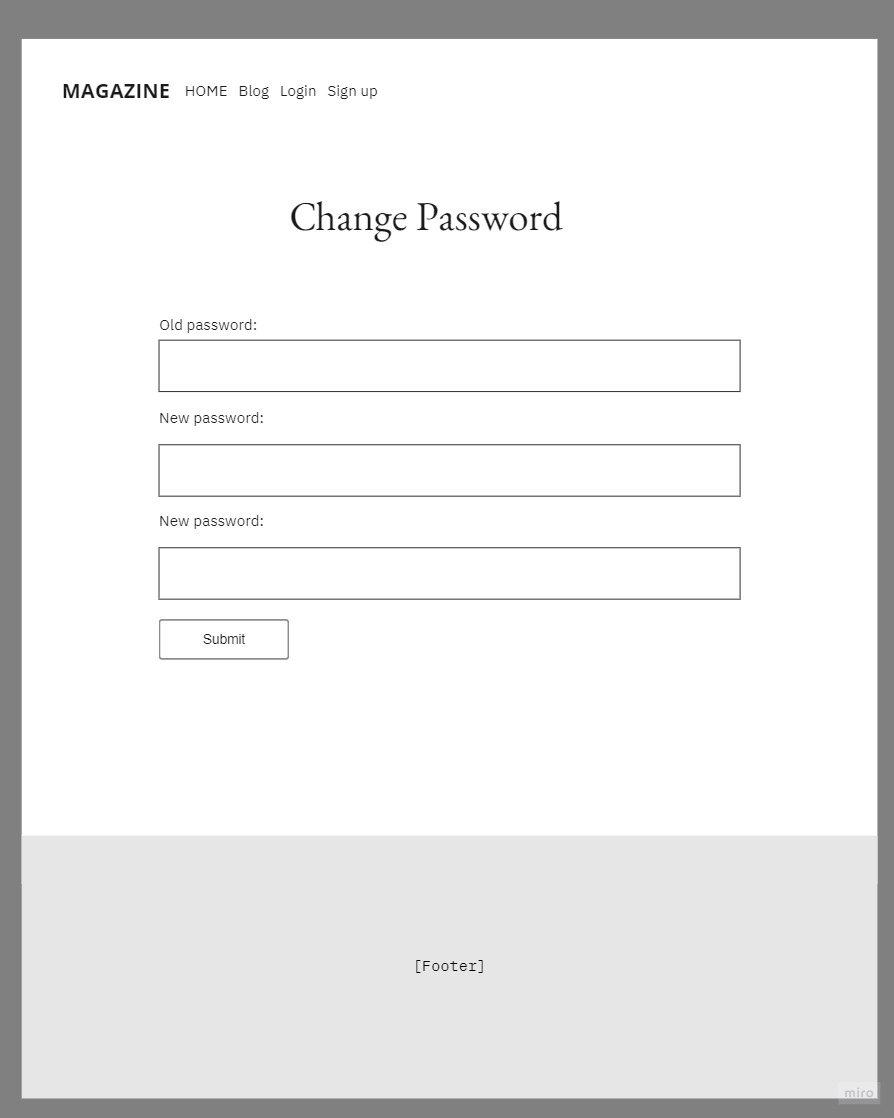 MAGAZINE HOME Blog Login Sign up
Change Password
Old password:
New password:
New password:
Submit
[Footer]
miro